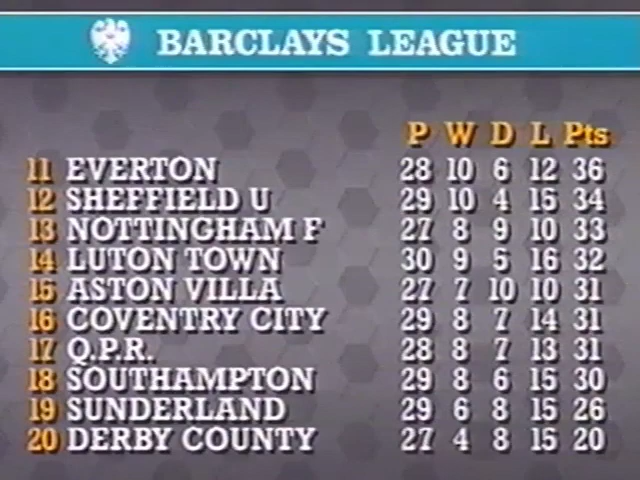 BARCLAYS LEAGUE
P W D L Pts
11 EVERTON 28 10 6 12 36
12 SHEFFIELD U 29 10 4 15 34
13 NOTTINGHAM F 27 8 9 10 33
14 LUTON TOWN 30 9 5 16 32
15 ASTON VILLA 27 7 10 10 31
16 COVENTRY CITY 29 8 7 14 31
17 Q.P.R. 28 8 7 13 31
18 SOUTHAMPTON 29 8 6 15 30
19 SUNDERLAND 29 6 8 15 26
20 DERBY COUNTY 27 4 8 15 20